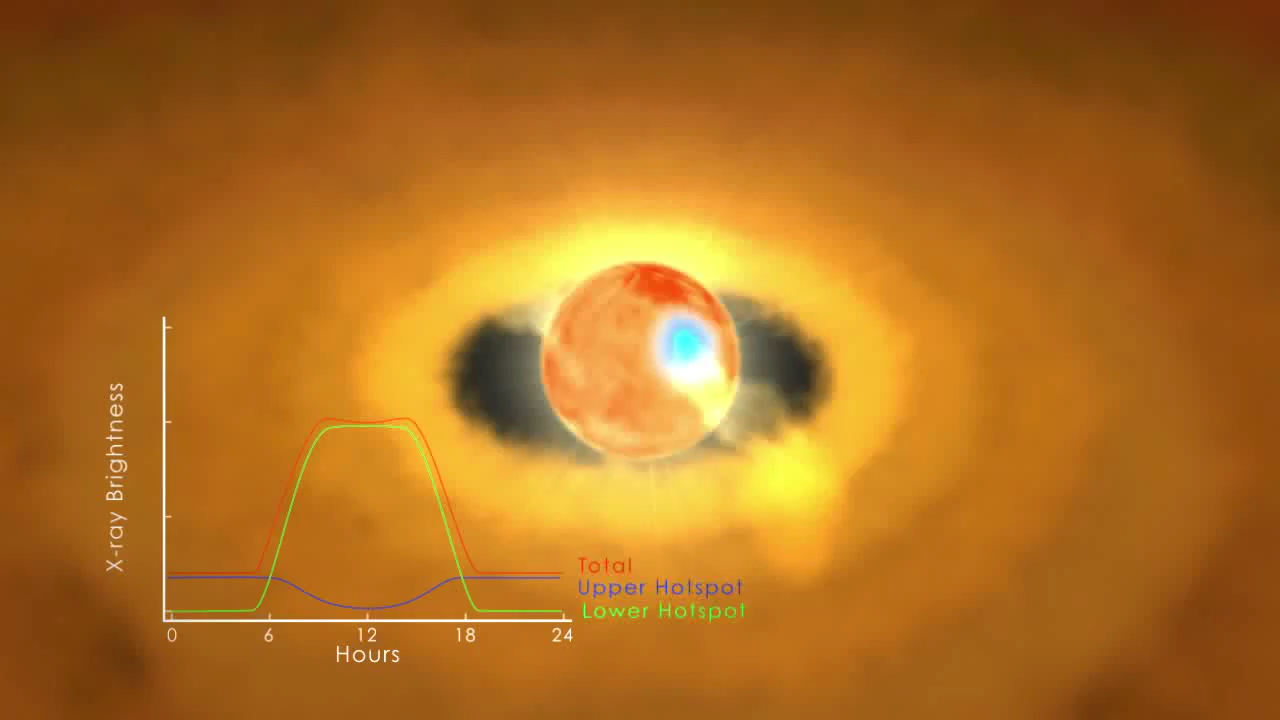 X-ray Brightness
Total
Upper Hotspot
Lower Hotspot
0 6 12 18 24
Hours